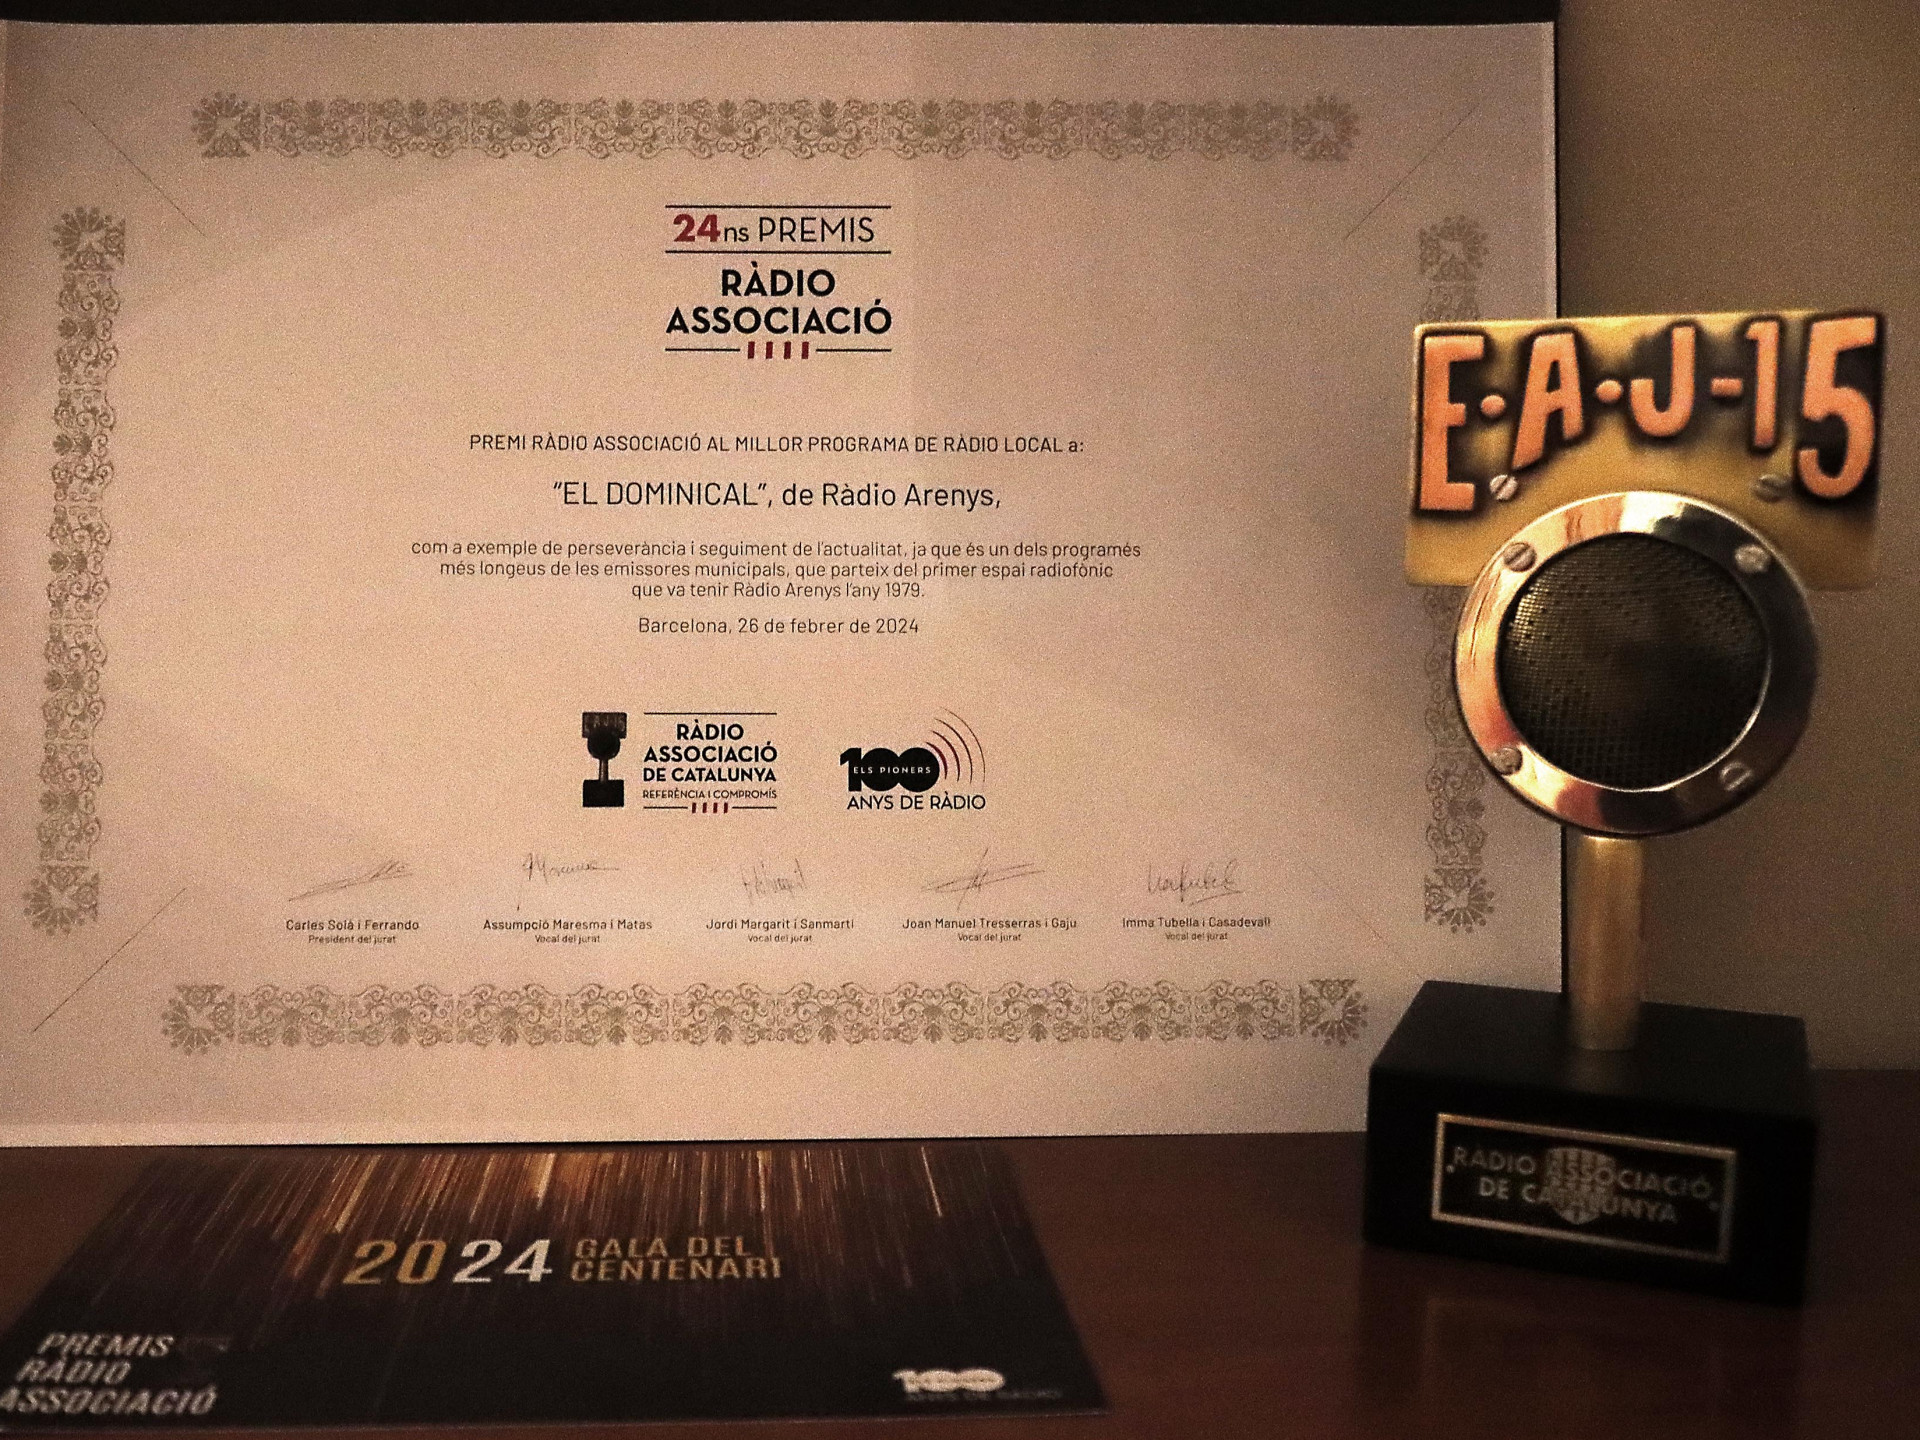 24ns PREMIS
RÀDIO
ASSOCIACIÓ
PREMI RÀDIO ASSOCIACIÓ AL MILLOR PROGRAMA DE RÀDIO LOCAL a:
"EL DOMINICAL", de Ràdio Arenys,
com a exemple de perseverància i seguiment de l'actualitat, ja que és un dels programés
més longeus de les emissores municipals, que parteix del primer espai radiofònic
que va tenir Ràdio Arenys l'any 1979.
Barcelona, 26 de febrer de 2024
EAJ-15
RÀDIO
ASSOCIACIÓ
DE CATALUNYA
REFERÈNCIA I COMPROMÍS
100
ELS PIONERS
ANYS DE RÀDIO
Carles Solà i Ferrando
President del jurat
Assumpció Maresma i Matas
Vocal del jurat
Jordi Margarit i Sanmartí
Vocal del jurat
Joan Manuel Tresserras i Gaju
Vocal del jurat
Imma Tubella i Casadevall
Vocal del jurat
E·A·J-15
RÀDIO ASSOCIACIÓ
DE CATALUNYA
2024 GALA DEL
CENTENARI
PREMIS
RÀDIO
ASSOCIACIÓ
100